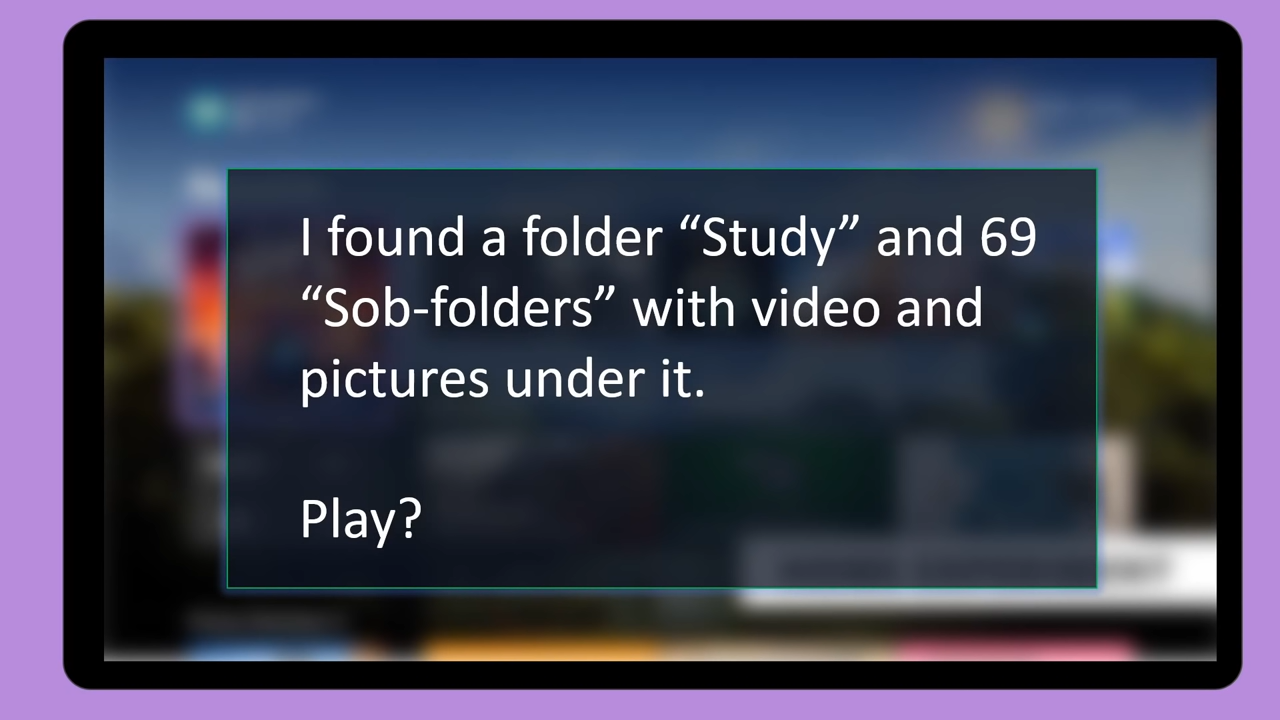 I found a folder “Study” and 69
“Sob-folders” with video and
pictures under it.
Play?